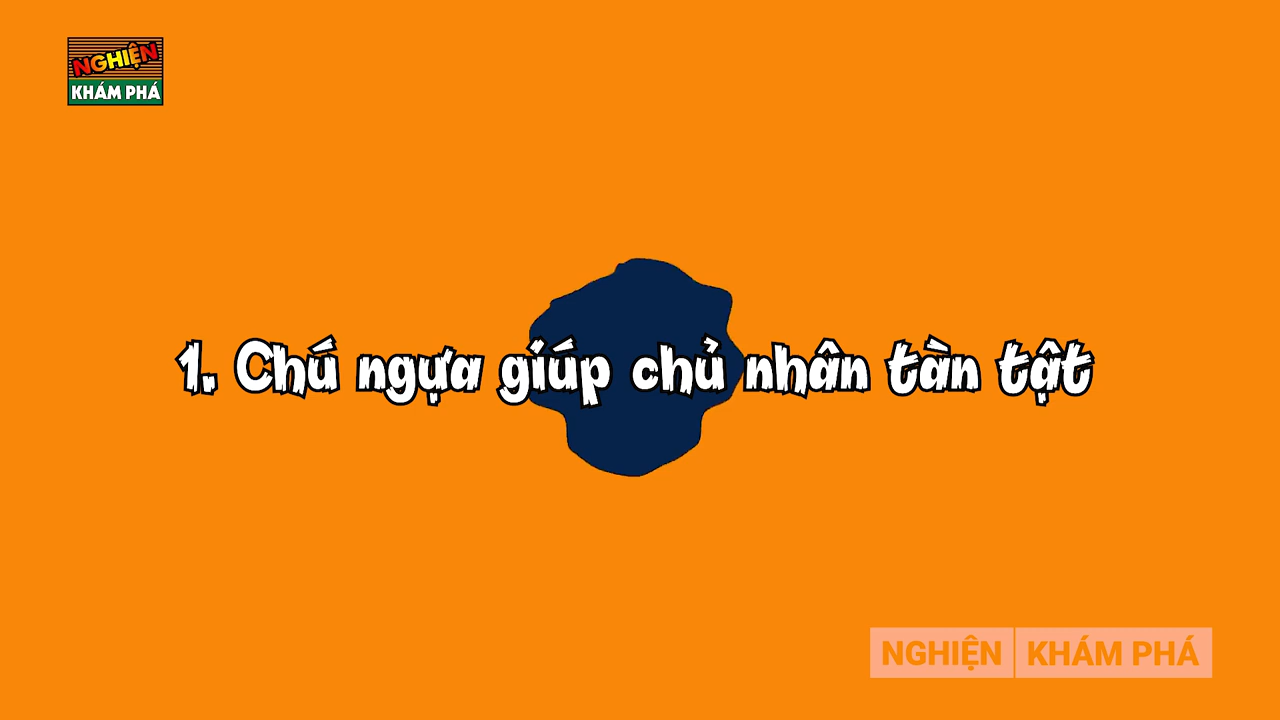 NGHIỆN
KHÁM PHÁ
1. Chú ngựa giúp chủ nhân tàn tật
NGHIỆN KHÁM PHÁ